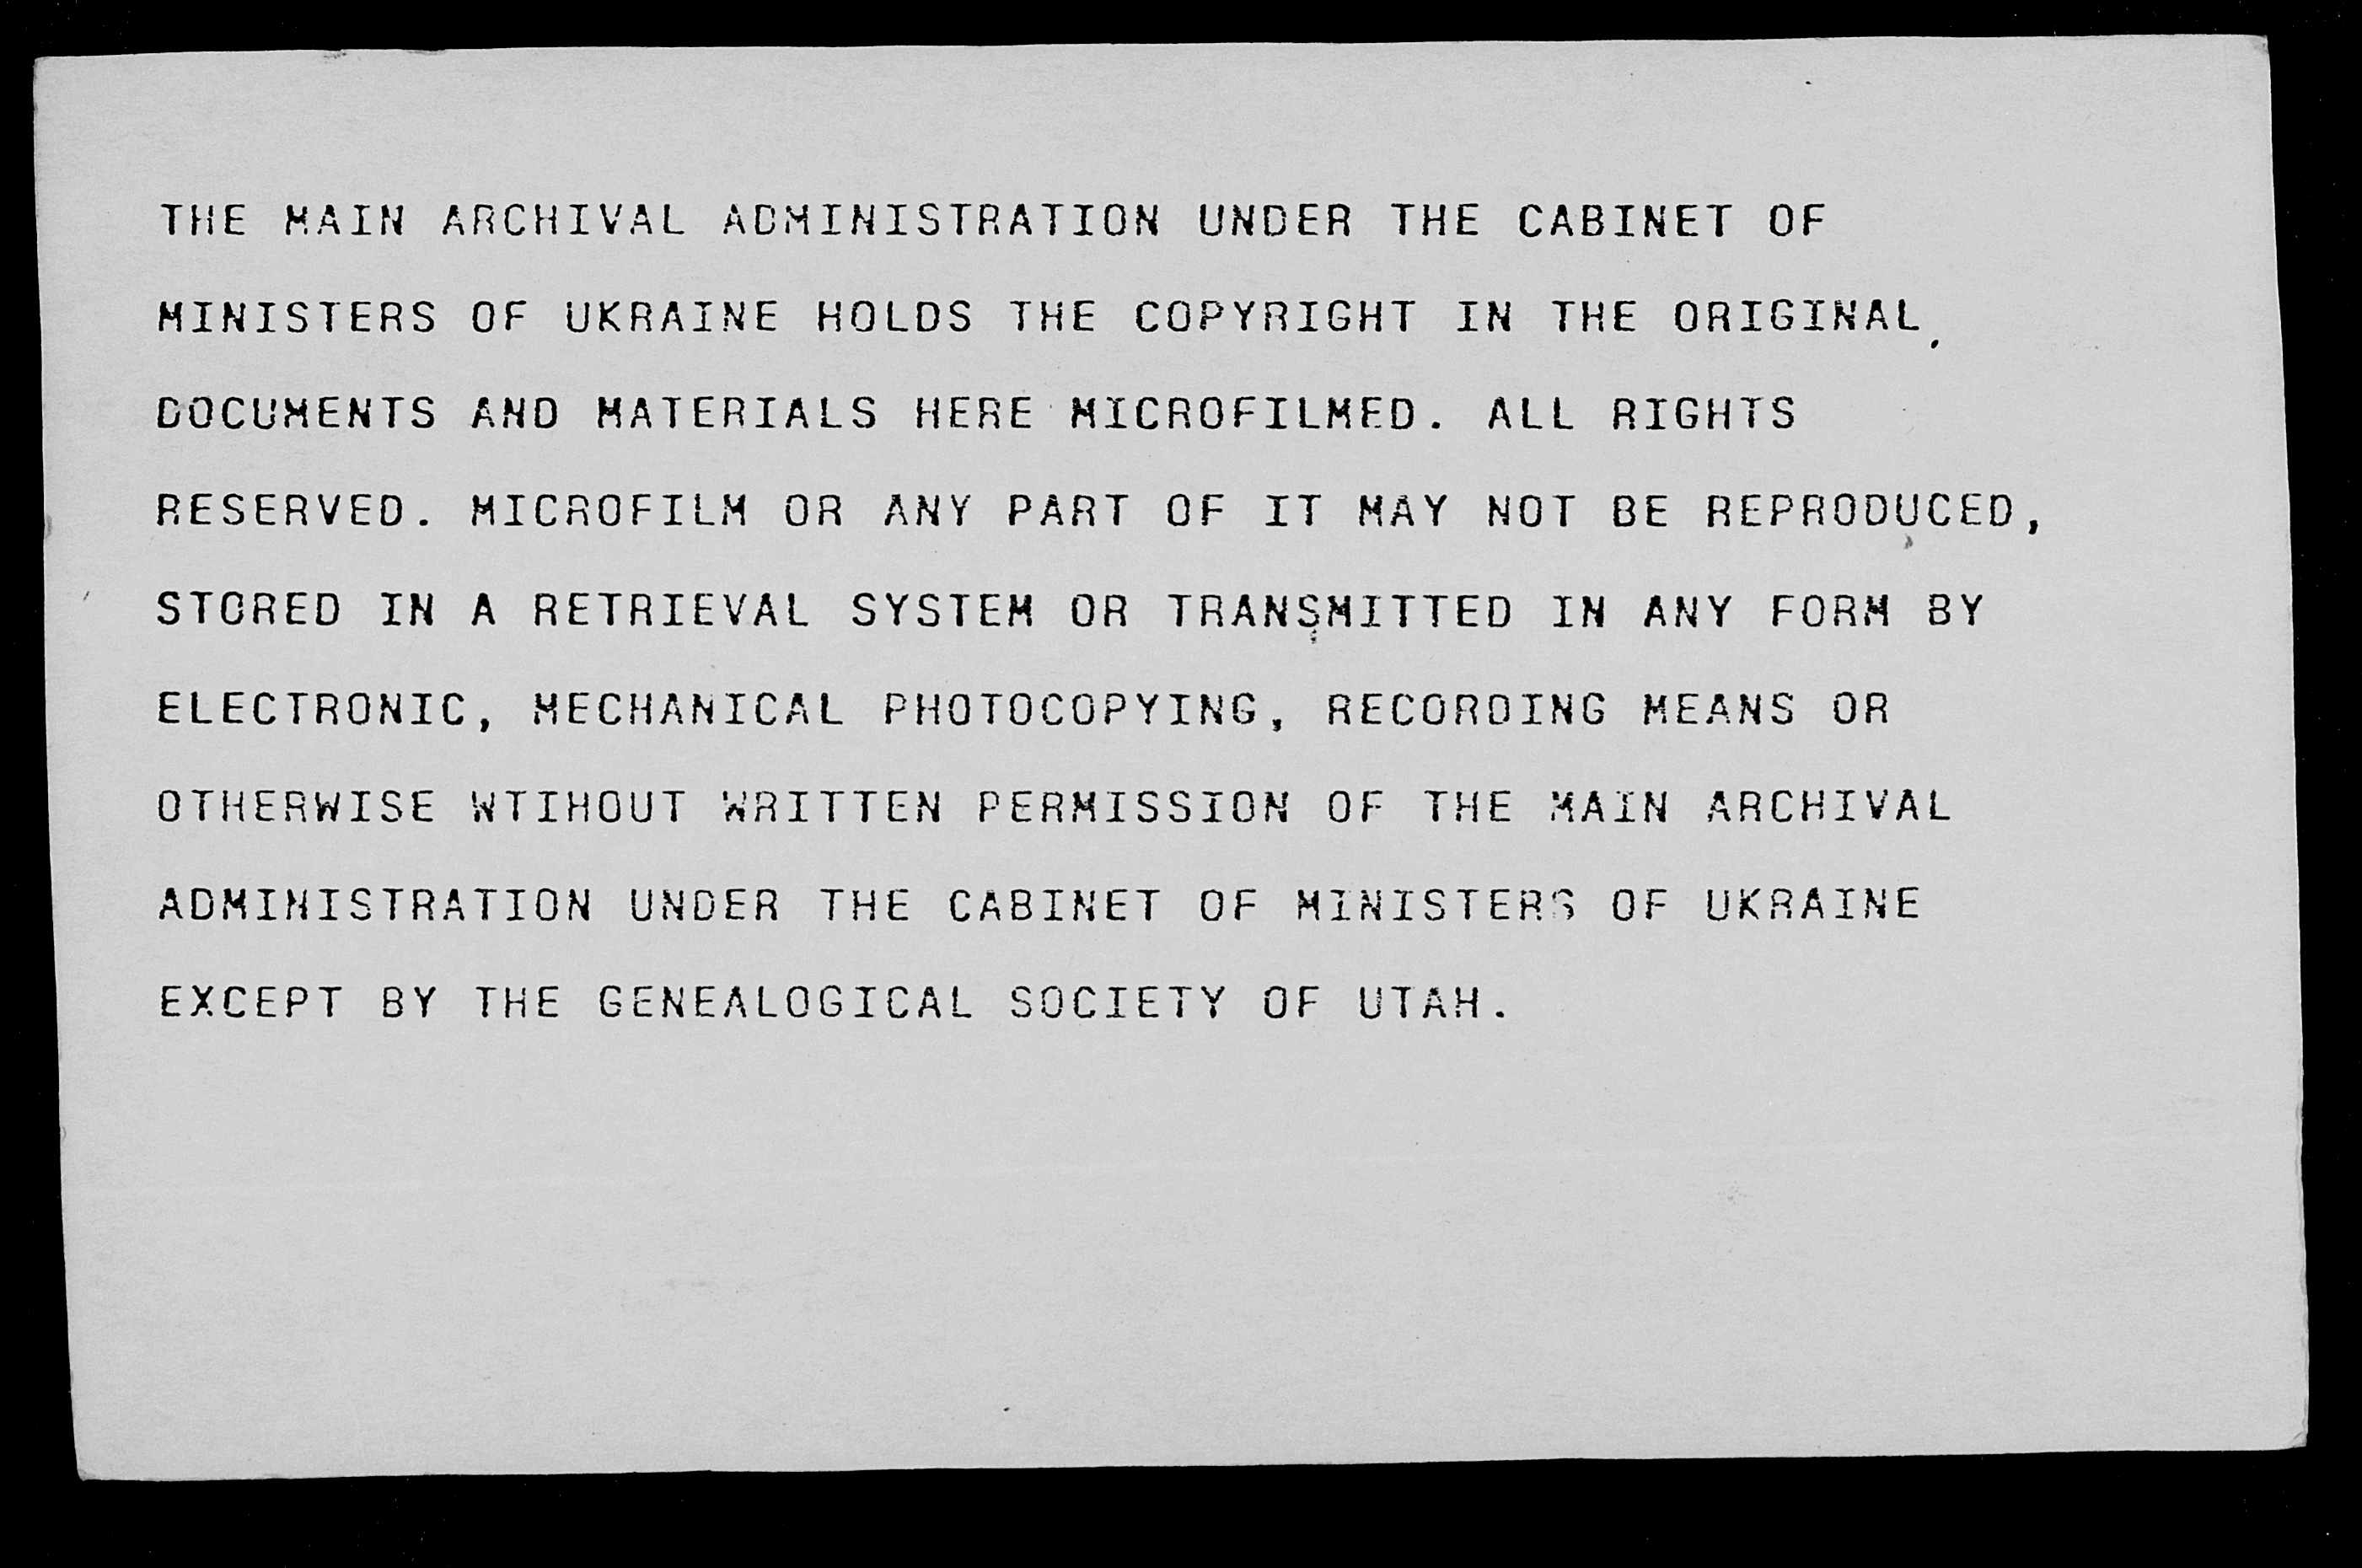 THE MAIN ARCHIVAL ADMINISTRATION UNDER THE CABINET OF
MINISTERS OF UKRAINE HOLDS THE COPYRIGHT IN THE ORIGINAL
DOCUMENTS AND MATERIALS HERE MICROFILMED. ALL RIGHTS
RESERVED. MICROFILM OR ANY PART OF IT MAY NOT BE REPRODUCED,
STORED IN A RETRIEVAL SYSTEM OR TRANSMITTED IN ANY FORM BY
ELECTRONIC, MECHANICAL PHOTOCOPYING, RECORDING MEANS OR
OTHERWISE WTIHOUT WRITTEN PERMISSION OF THE MAIN ARCHIVAL
ADMINISTRATION UNDER THE CABINET OF MINISTERS OF UKRAINE
EXCEPT BY THE GENEALOGICAL SOCIETY OF UTAH.